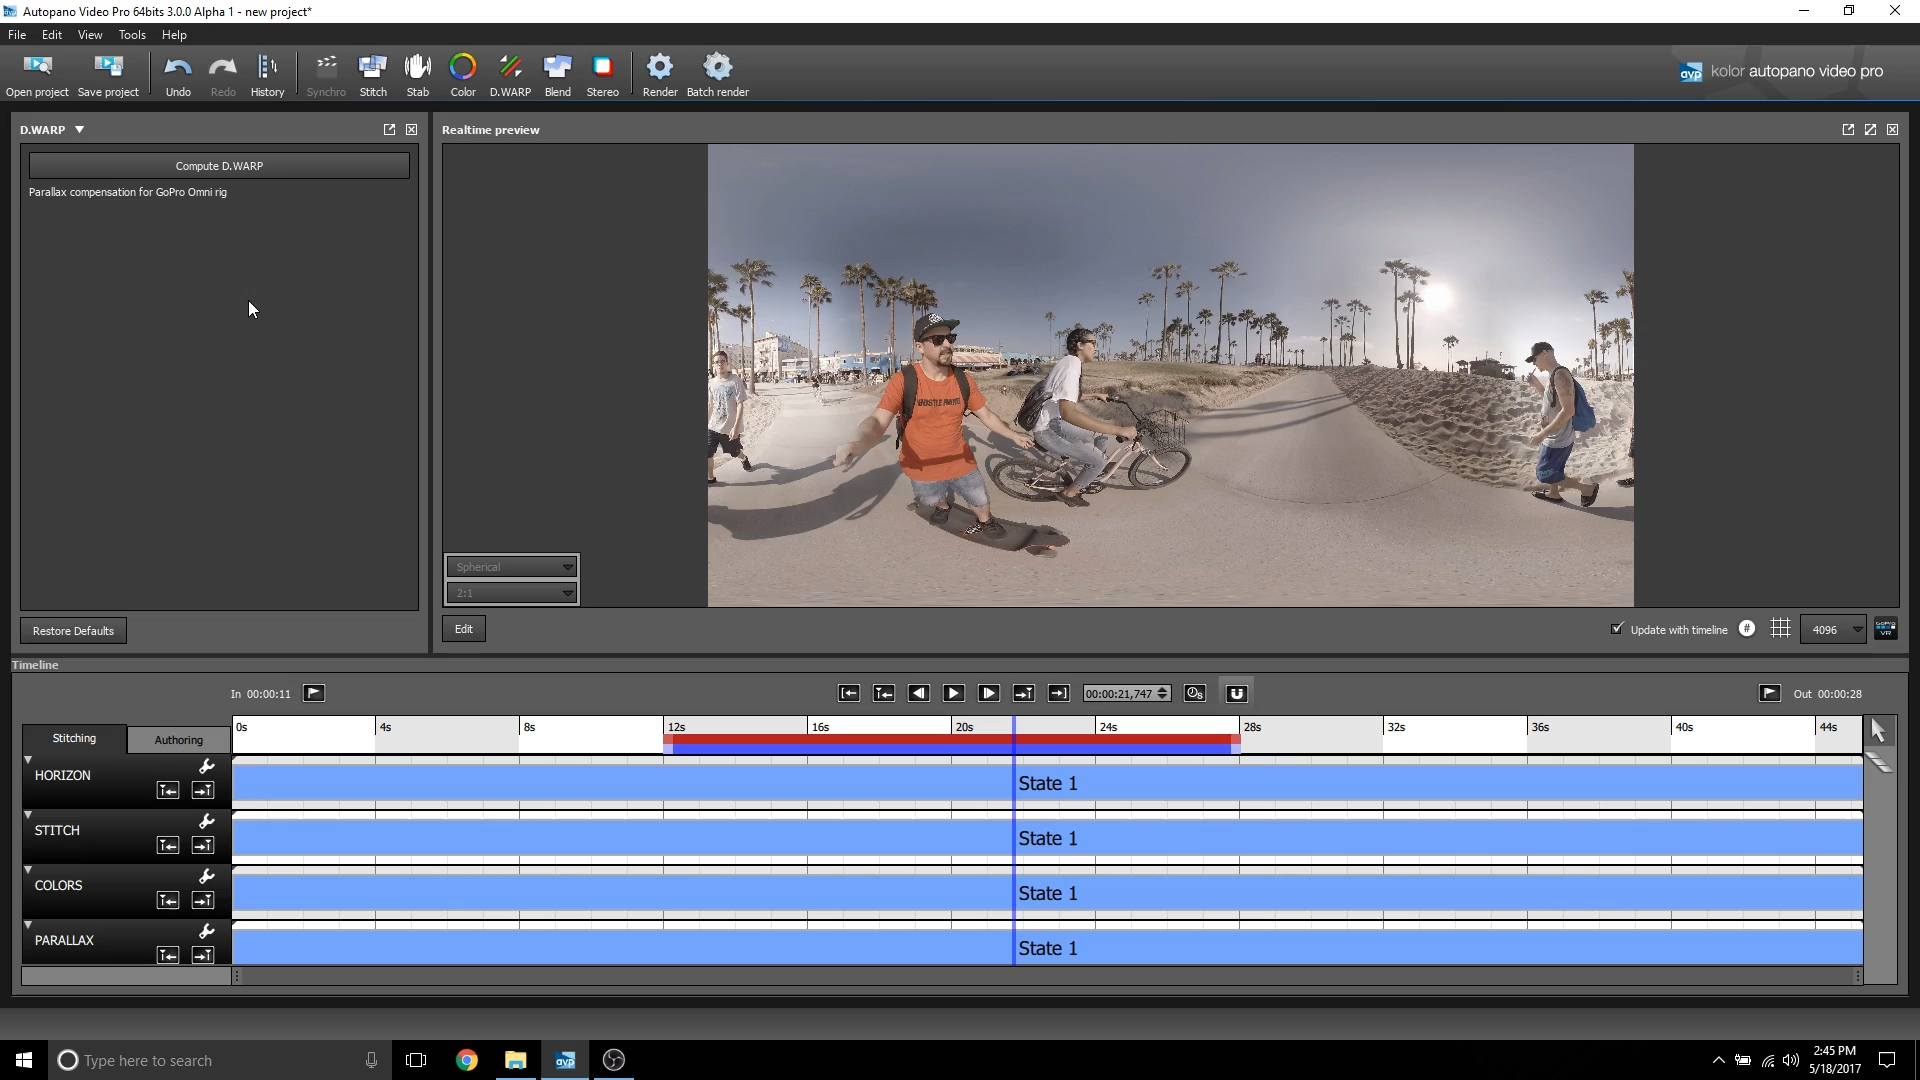 Autopano Video Pro 64bits 3.0.0 Alpha 1 - new project*
File Edit View Tools Help
Open project Save project Undo Redo History Synchro Stitch Stab Color D.WARP Blend Stereo Render Batch render
avp kolor autopano video pro
D.WARP
Realtime preview
Compute D.WARP
Parallax compensation for GoPro Omni rig
Spherical
2:1
Restore Defaults
Edit
Update with timeline # 4096 GoPro VR
Timeline
In 00:00:11
00:00:21,747
Out 00:00:28
Stitching Authoring
0s 4s 8s 12s 16s 20s 24s 28s 32s 36s 40s 44s
HORIZON State 1
STITCH State 1
COLORS State 1
PARALLAX State 1
Type here to search
avp
2:45 PM
5/18/2017